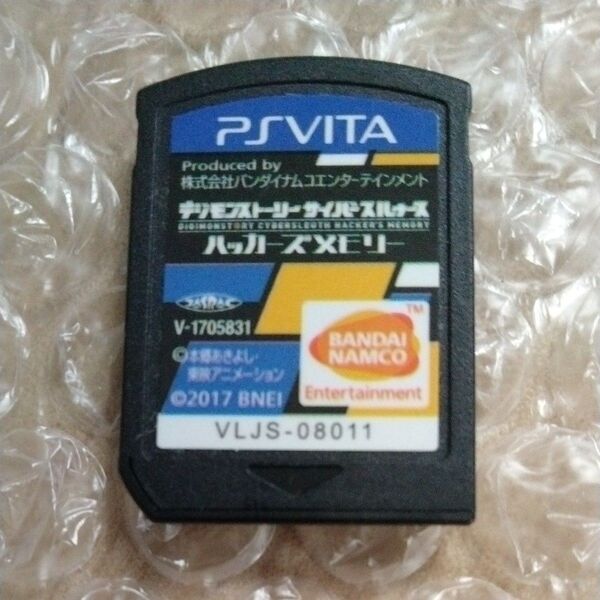 PSVITA
Produced by
株式会社バンダイナムコエンターテインメント
デジモンストーリー サイバースルゥース
DIGIMONSTORY CYBERSLEUTH HACKER'S MEMORY
ハッカーズメモリー
V-1705831
©本郷あきよし・
東映アニメーション
©2017 BNEI
BANDAI
NAMCO
TM
Entertainment
VLJS-08011